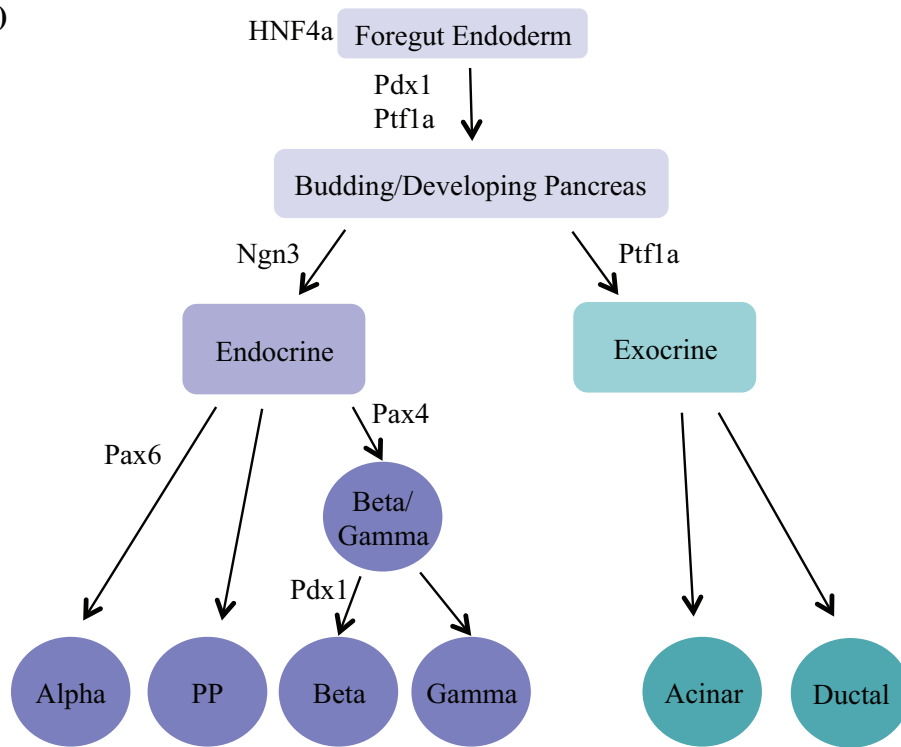 )
HNF4a
Foregut Endoderm
Pdx1
Ptf1a
Budding/Developing Pancreas
Ngn3
Ptf1a
Endocrine
Exocrine
Pax6
Pax4
Beta/
Gamma
Pdx1
Alpha
PP
Beta
Gamma
Acinar
Ductal